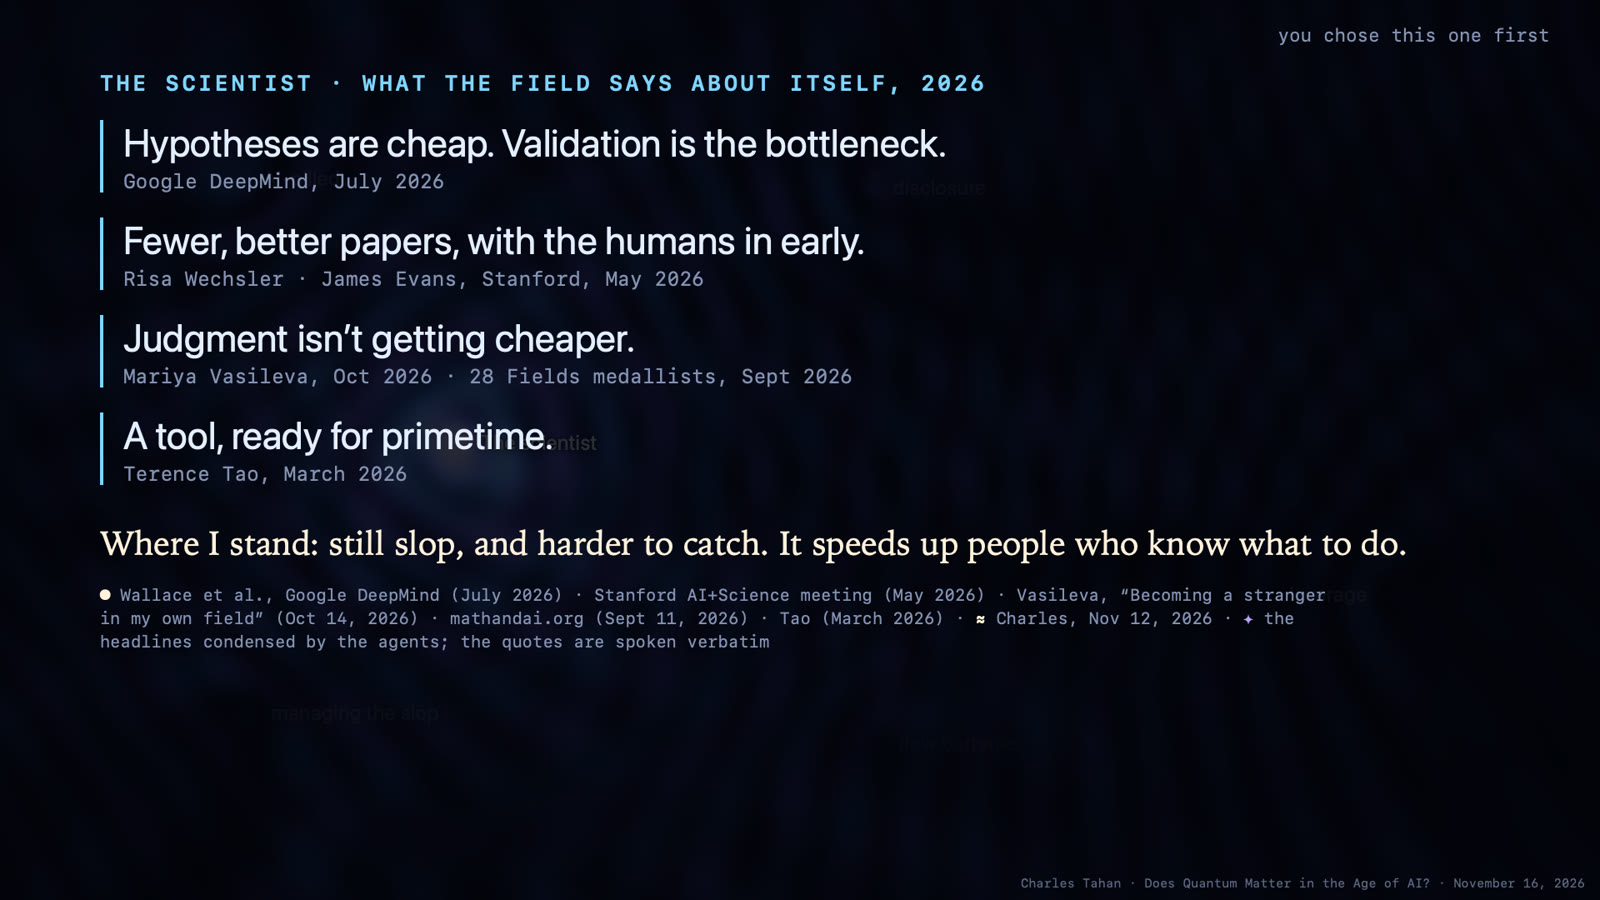 you chose this one first
THE SCIENTIST · WHAT THE FIELD SAYS ABOUT ITSELF, 2026
Hypotheses are cheap. Validation is the bottleneck.
Google DeepMind, July 2026
disclosure
Fewer, better papers, with the humans in early.
Risa Wechsler · James Evans, Stanford, May 2026
Judgment isn’t getting cheaper.
Mariya Vasileva, Oct 2026 · 28 Fields medallists, Sept 2026
A tool, ready for primetime.
Terence Tao, March 2026
Where I stand: still slop, and harder to catch. It speeds up people who know what to do.
● Wallace et al., Google DeepMind (July 2026) · Stanford AI+Science meeting (May 2026) · Vasileva, “Becoming a stranger
in my own field” (Oct 14, 2026) · mathandai.org (Sept 11, 2026) · Tao (March 2026) · ≈ Charles, Nov 12, 2026 · ✦ the
headlines condensed by the agents; the quotes are spoken verbatim
managing the slop
Charles Tahan · Does Quantum Matter in the Age of AI? · November 16, 2026